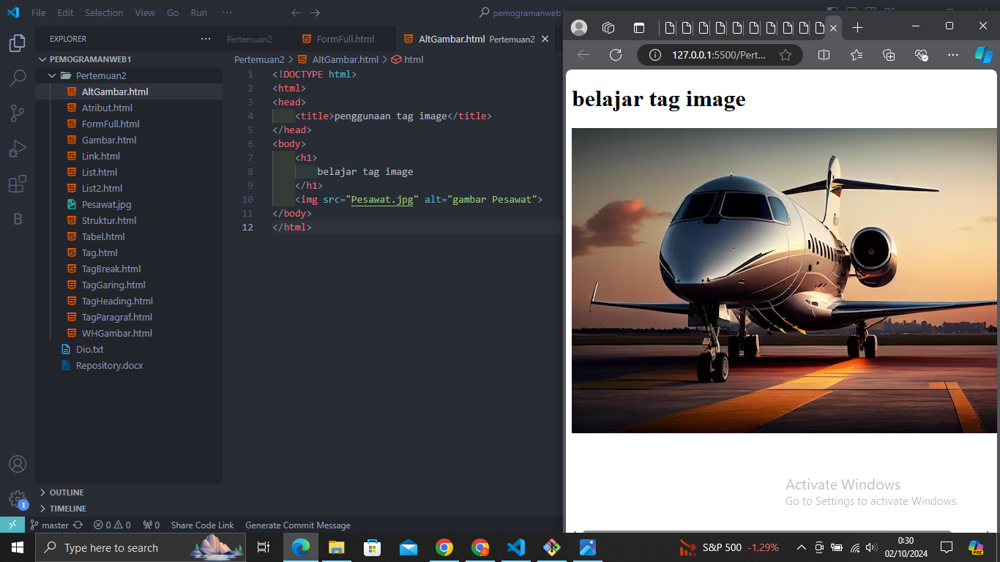 File Edit Selection View Go Run ···
pemogramanweb
EXPLORER ···
Pertemuan2 FormFull.html AltGambar.html Pertemuan2
127.0.0.1:5500/Pert...
PEMOGRAMANWEB1
Pertemuan2
AltGambar.html
Atribut.html
FormFull.html
Gambar.html
Link.html
List.html
List2.html
Pesawat.jpg
Struktur.html
Tabel.html
Tag.html
TagBreak.html
TagGaring.html
TagHeading.html
TagParagraf.html
WHGambar.html
Dio.txt
Repository.docx
OUTLINE
TIMELINE
Pertemuan2 > AltGambar.html > html
1 <!DOCTYPE html>
2 <html>
3 <head>
4 <title>penggunaan tag image</title>
5 </head>
6 <body>
7 <h1>
8 belajar tag image
9 </h1>
10 <img src="Pesawat.jpg" alt="gambar Pesawat">
11 </body>
12 </html>
belajar tag image
Activate Windows
Go to Settings to activate Windows.
1
master 0 0 0 Share Code Link Generate Commit Message
Type here to search
S&P 500 -1,29%
0:30
02/10/2024
PRE